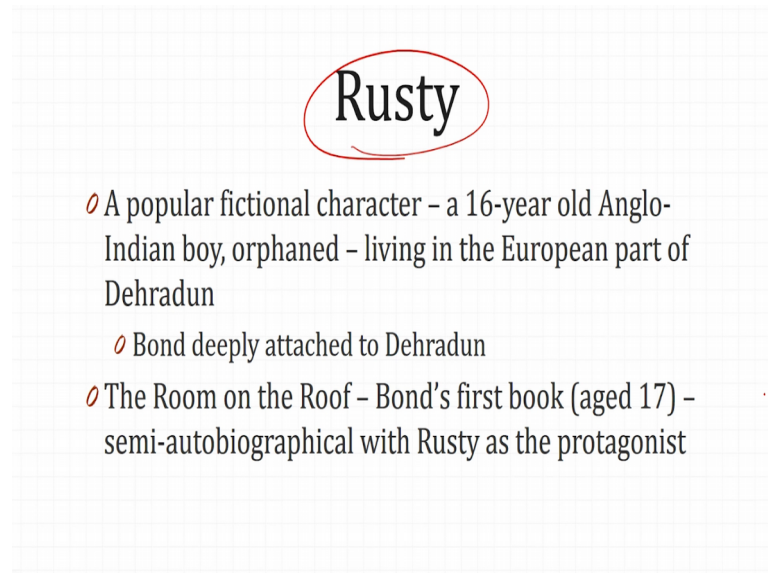 Rusty
A popular fictional character – a 16-year old Anglo-
Indian boy, orphaned – living in the European part of
Dehradun
Bond deeply attached to Dehradun
The Room on the Roof – Bond's first book (aged 17) –
semi-autobiographical with Rusty as the protagonist